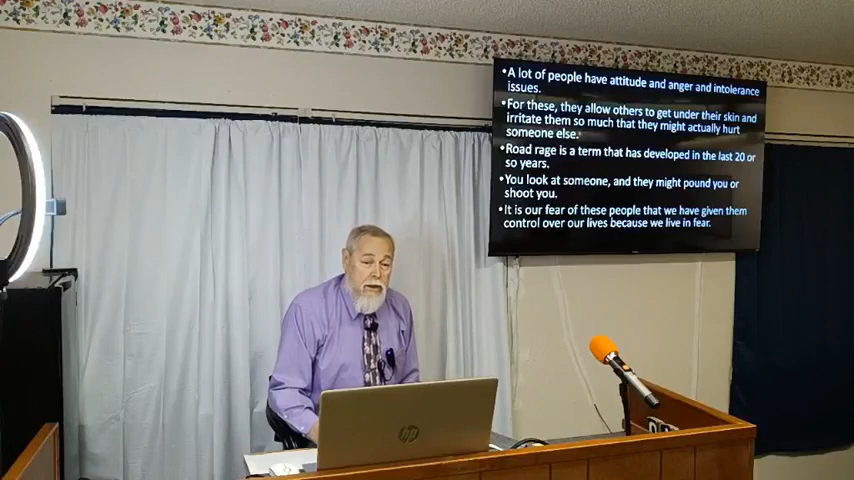 •A lot of people have attitude and anger and intolerance
issues.
•For these, they allow others to get under their skin and
irritate them so much that they might actually hurt
someone else.
•Road rage is a term that has developed in the last 20 or
so years.
•You look at someone, and they might pound you or
shoot you.
•It is our fear of these people that we have given them
control over our lives because we live in fear.
hp